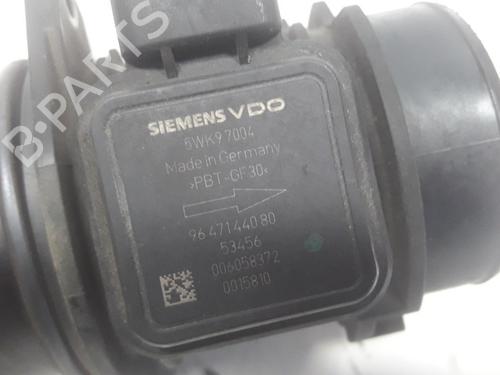 B-PARTS
SIEMENS VDO
5WK9 7004
Made in Germany
>PBT-GF30<
96 471 440 80
53456
006058372
0015810